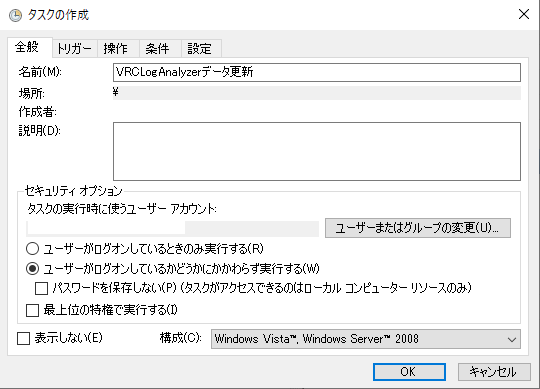 タスクの作成
全般 トリガー 操作 条件 設定
名前(M): VRCLogAnalyzerデータ更新
場所: ¥
作成者:
説明(D):
セキュリティ オプション
タスクの実行時に使うユーザー アカウント:
ユーザーまたはグループの変更(U)...
ユーザーがログオンしているときのみ実行する(R)
ユーザーがログオンしているかどうかにかかわらず実行する(W)
パスワードを保存しない(P) (タスクがアクセスできるのはローカル コンピューター リソースのみ)
最上位の特権で実行する(I)
表示しない(E) 構成(C): Windows Vista™, Windows Server™ 2008
OK キャンセル